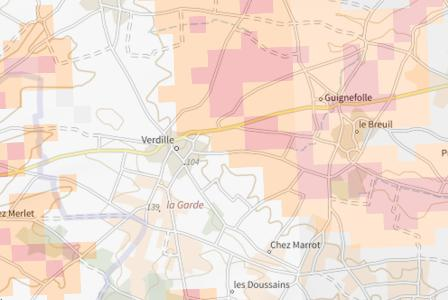 Guignefolle
le Breuil
Verdille
104
ez Merlet
139
la Garde
Chez Marrot
les Doussains